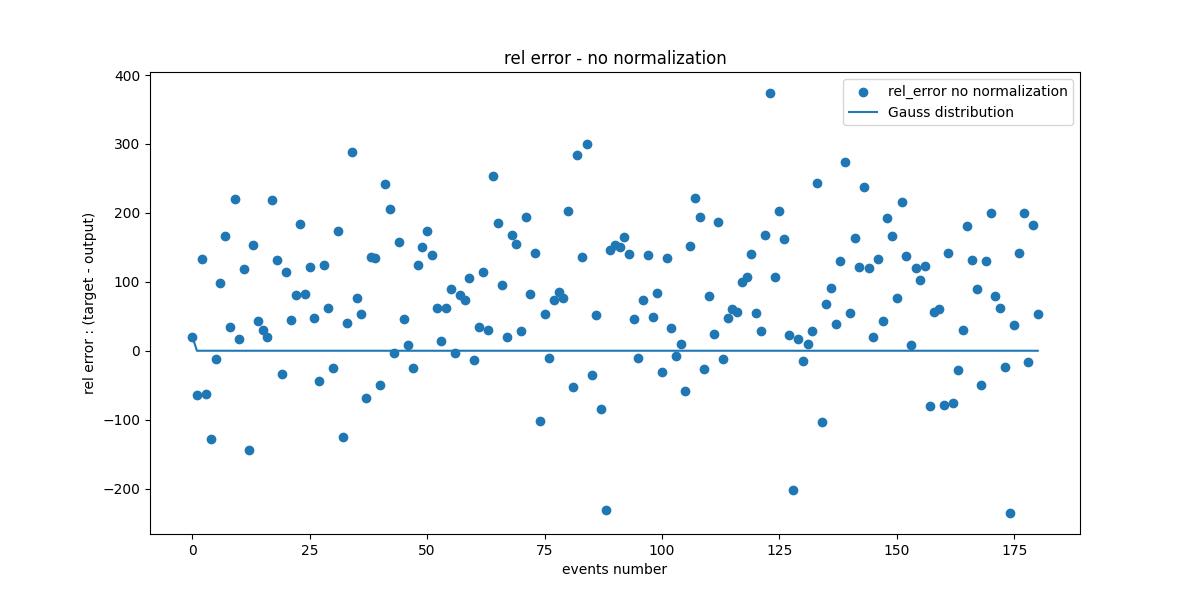 rel error - no normalization
rel error : (target - output)
400
300
200
100
0
−100
−200
rel_error no normalization
Gauss distribution
0 25 50 75 100 125 150 175
events number